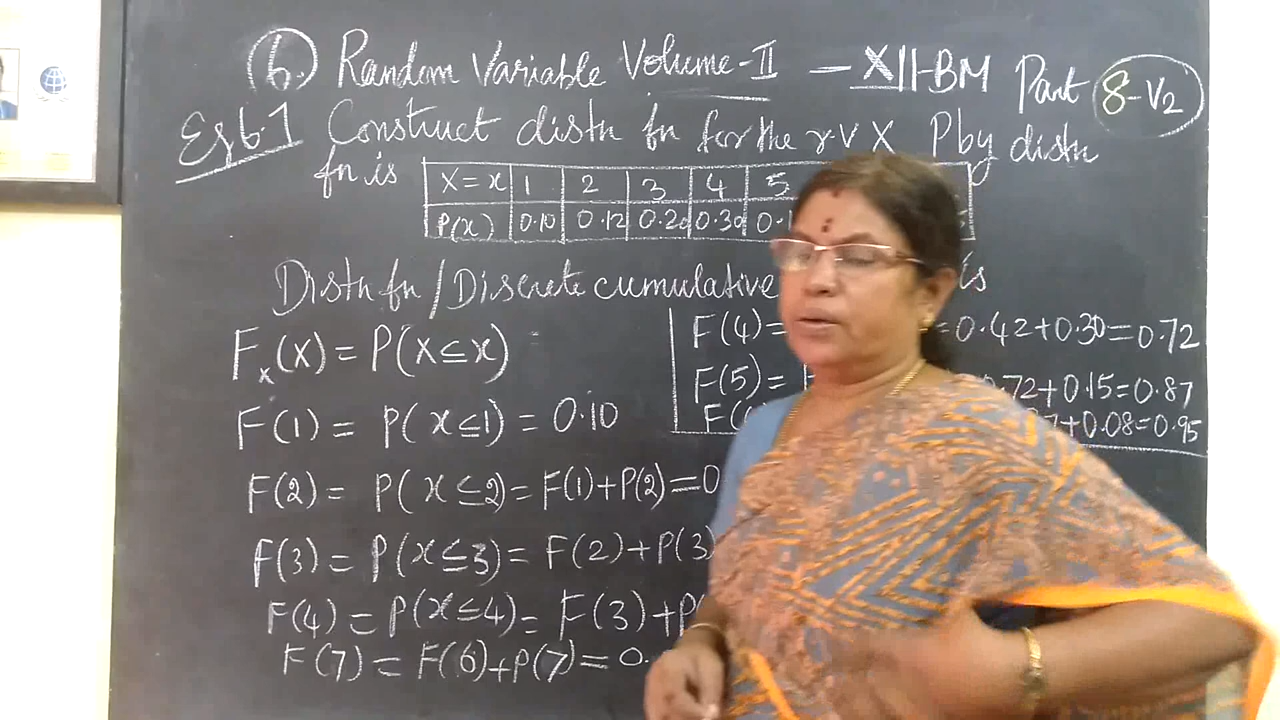 6. Random Variable Volume-II — XII-BM Part 8-V2
Eg 6.1 Construct distn fn for the r.v X Pby distn
fn is
X=x 1 2 3 4 5
P(x) 0.10 0.12 0.20 0.30
Distn fn / Discrete cumulative is
Fx(x) = P(X≤x)
F(1) = P(x≤1) = 0.10
F(2) = P(x≤2) = F(1)+P(2) = 0
F(3) = P(x≤3) = F(2)+P(3)
F(4) = P(x≤4) = F(3)+P(
F(7) = F(6)+P(7) = 0.
F(4) = = 0.42+0.30=0.72
F(5) = 0.72+0.15=0.87
+0.08=0.95